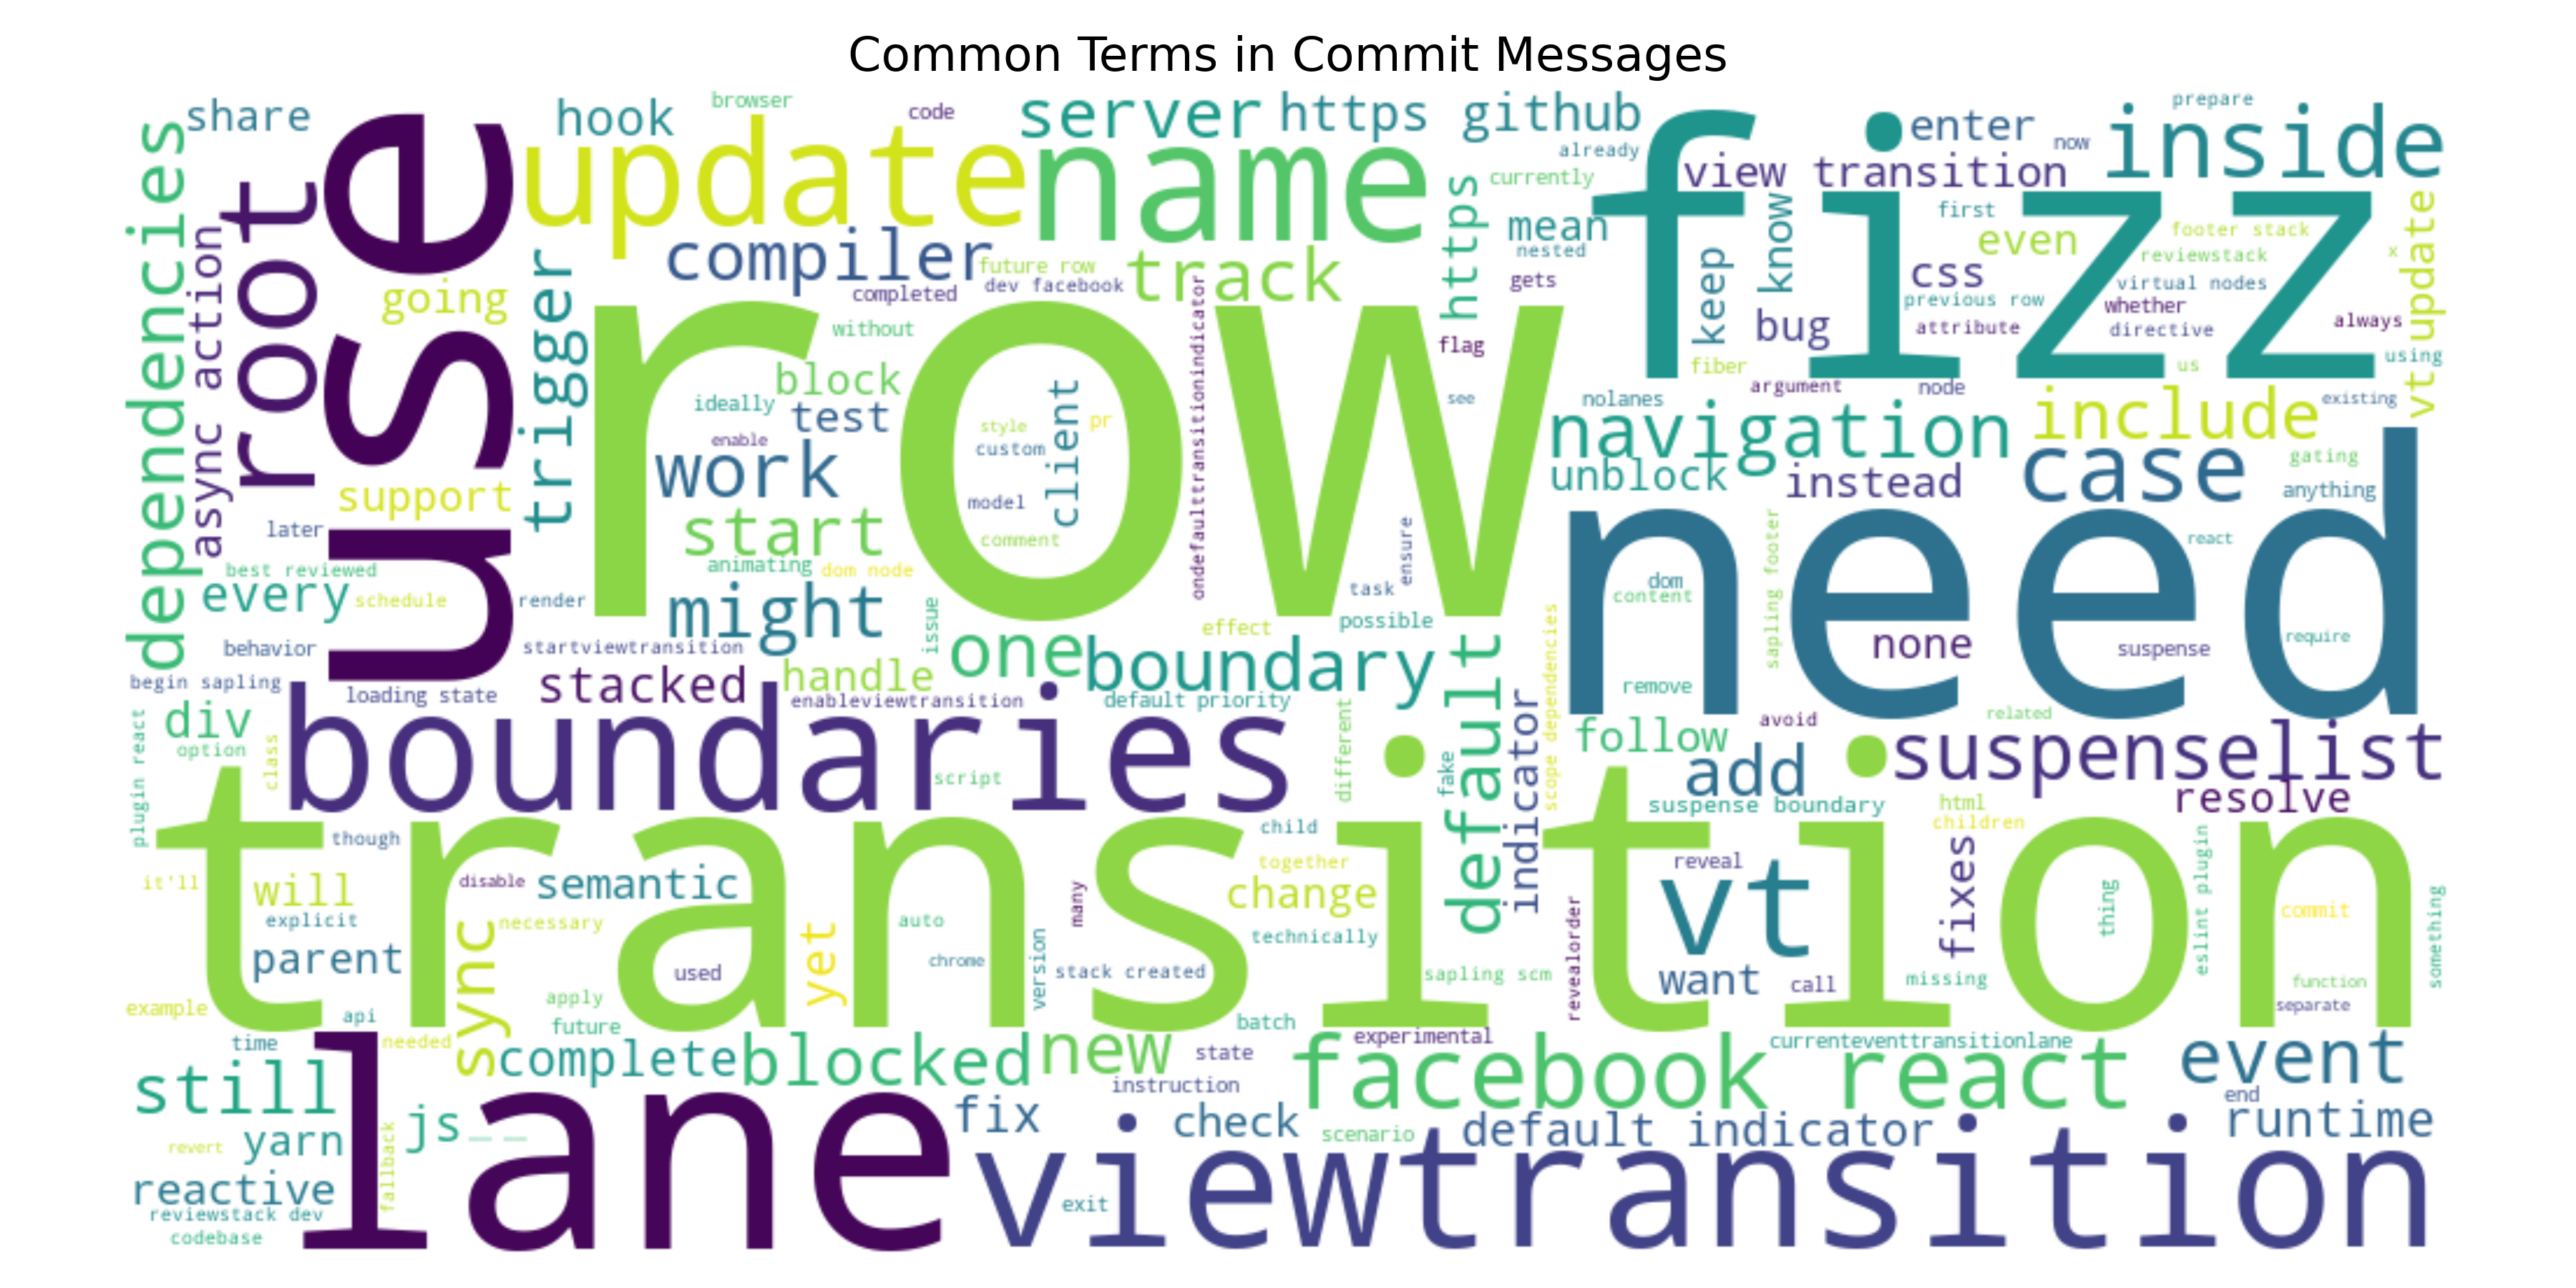 Common Terms in Commit Messages
share
hook
browser
code
server
https
github
enter
now
prepare
inside
already
view transition
update
name
currently
https
mean
nested
know
first
even
footer stack
reviewstack
x
vt update
dependencies
async action
root
use
compiler
future row
dev facebook
track
completed
gets
keep
css
virtual nodes
previous row
whether
fizz
going
trigger
without
ondefaulttransitionindicator
flag
bug
attribute
directive
always
using
row
block
fiber
argument
node
us
ideally
test
client
see
nolanes
include
existing
enable
style
pr
custom
navigation
work
model
unblock
instead
case
gating
anything
support
later
start
comment
ensure
need
sapling footer
react
best reviewed
animating
dom node
every
schedule
render
might
issue
task
possible
dom
content
effect
scope dependencies
none
suspense
require
behavior
startviewtransition
one
boundary
default
begin sapling
loading state
stacked
handle
enableviewtransition
default priority
remove
indicator
plugin react
div
option
class
boundaries
script
different
fake
follow
avoid
related
add
suspenselist
suspense boundary
html
children
resolve
though
child
transition
it'll
will
disable
semantic
together
change
many
reveal
vt
fixes
eslint plugin
thing
commit
something
explicit
necessary
yet
auto
technically
revealorder
parent
sync
used
chrome
version
stack created
sapling scm
want
call
missing
function
separate
example
api
apply
future
batch
time
needed
complete
blocked
new
state
experimental
facebook react
currenteventtransitionlane
event
still
instruction
end
js__
fix
check
scenario
default indicator
runtime
revert
yarn
fallback
lane
viewtransition
reactive
exit
reviewstack dev
codebase